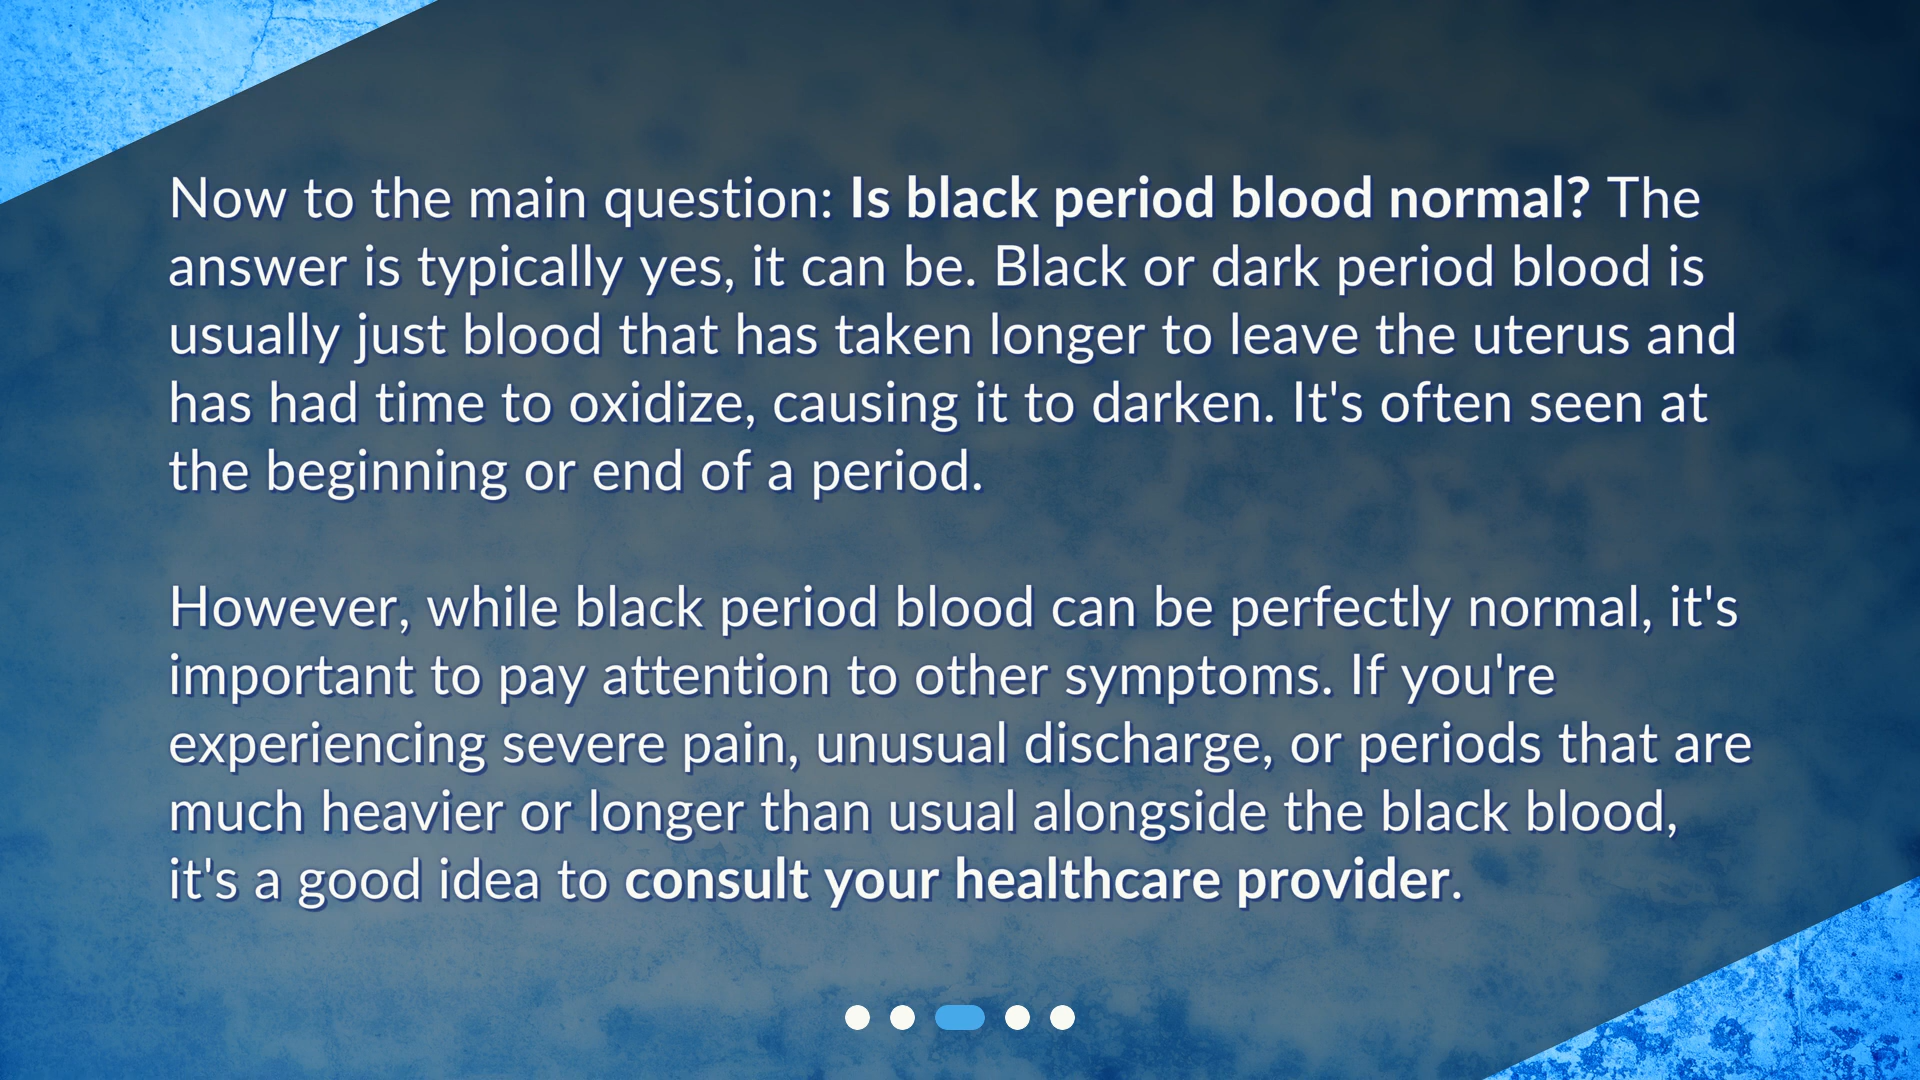 Now to the main question: Is black period blood normal? The
answer is typically yes, it can be. Black or dark period blood is
usually just blood that has taken longer to leave the uterus and
has had time to oxidize, causing it to darken. It's often seen at
the beginning or end of a period.
However, while black period blood can be perfectly normal, it's
important to pay attention to other symptoms. If you're
experiencing severe pain, unusual discharge, or periods that are
much heavier or longer than usual alongside the black blood,
it's a good idea to consult your healthcare provider.